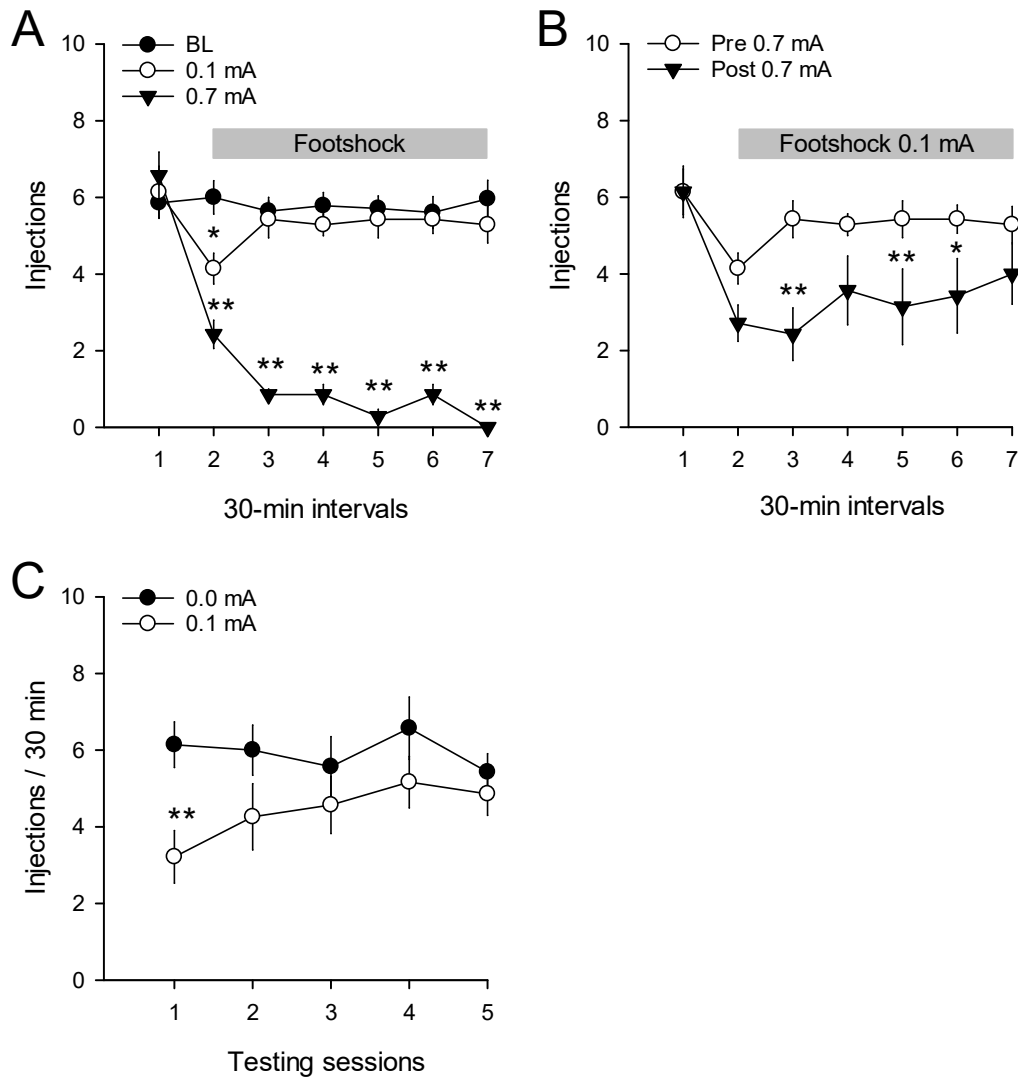 A
BL
0.1 mA
0.7 mA
Footshock
Injections
10
8
6
4
2
0
*
**
**
**
**
**
**
1 2 3 4 5 6 7
30-min intervals
B
Pre 0.7 mA
Post 0.7 mA
Footshock 0.1 mA
Injections
10
8
6
4
2
0
**
**
*
1 2 3 4 5 6 7
30-min intervals
C
0.0 mA
0.1 mA
Injections / 30 min
10
8
6
4
2
0
**
1 2 3 4 5
Testing sessions